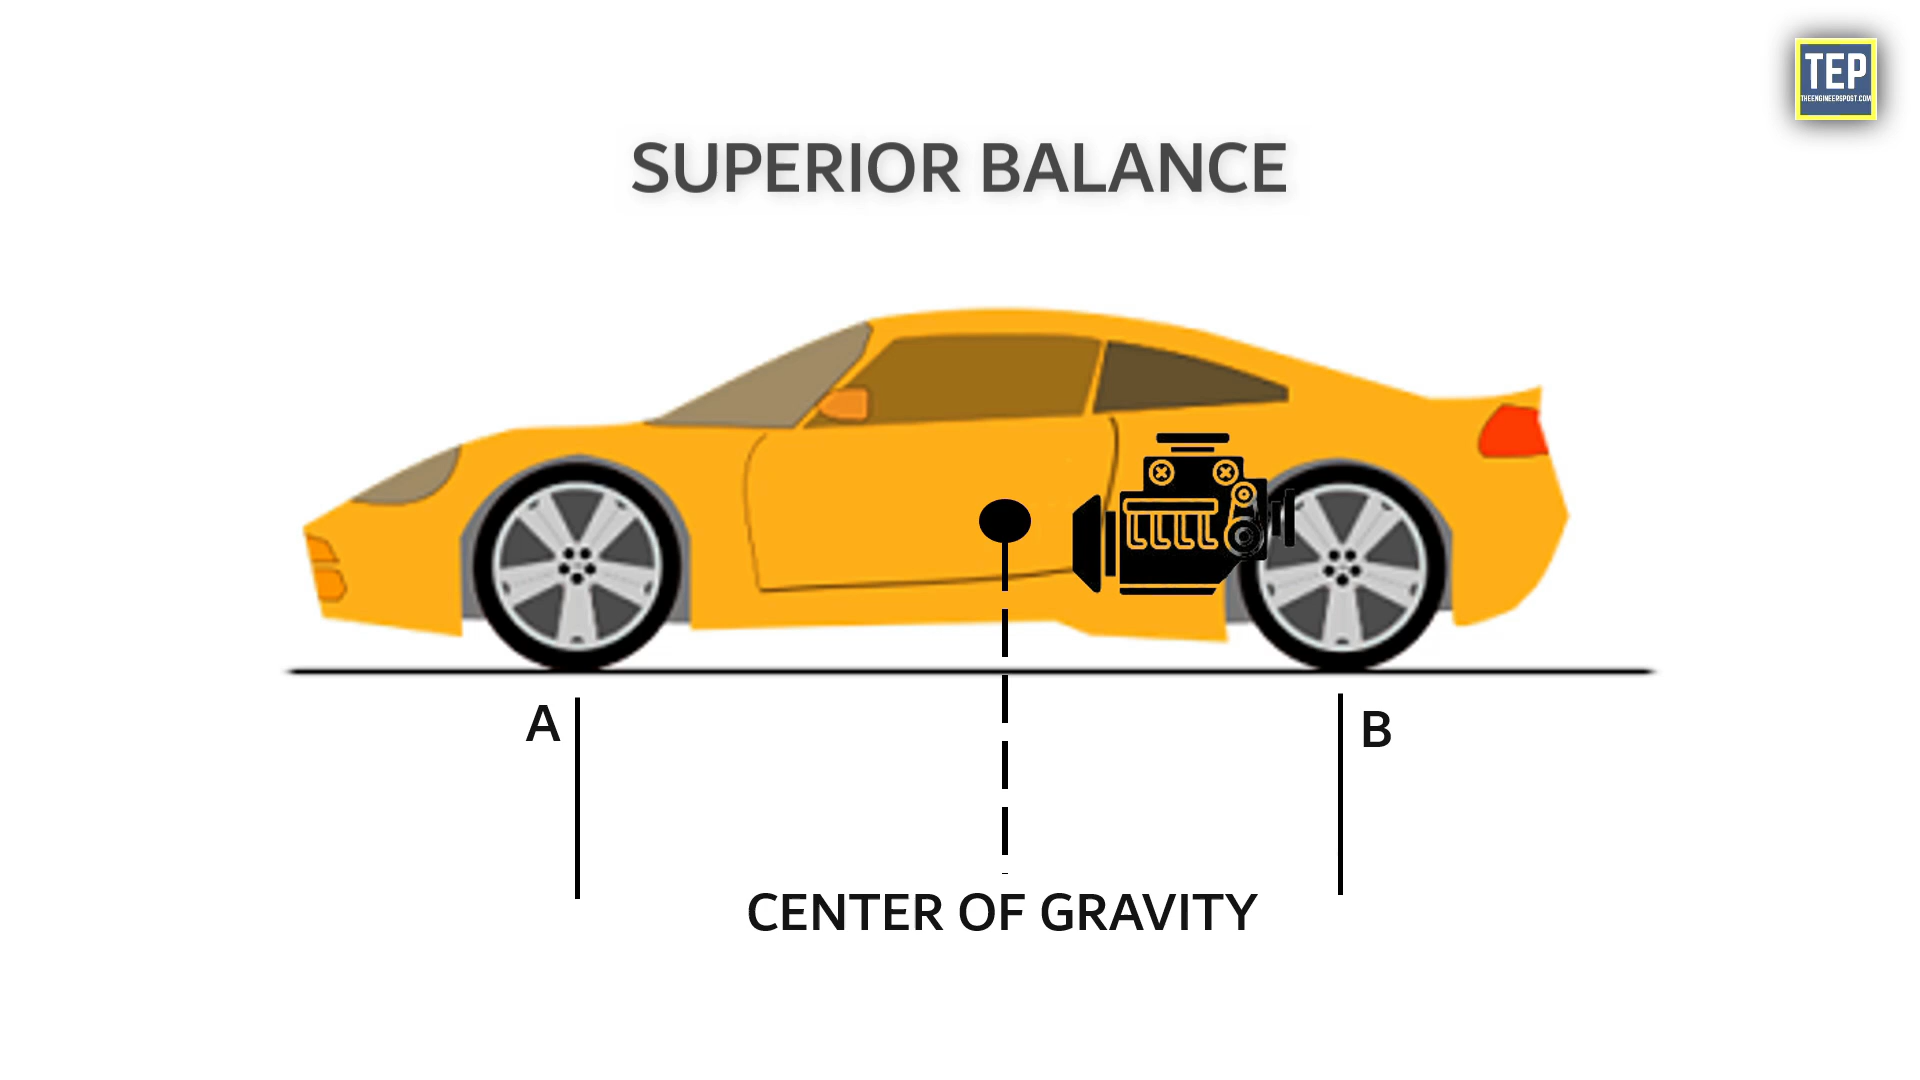 TEP
THEENGINEERSPOST.COM
SUPERIOR BALANCE
A
B
CENTER OF GRAVITY